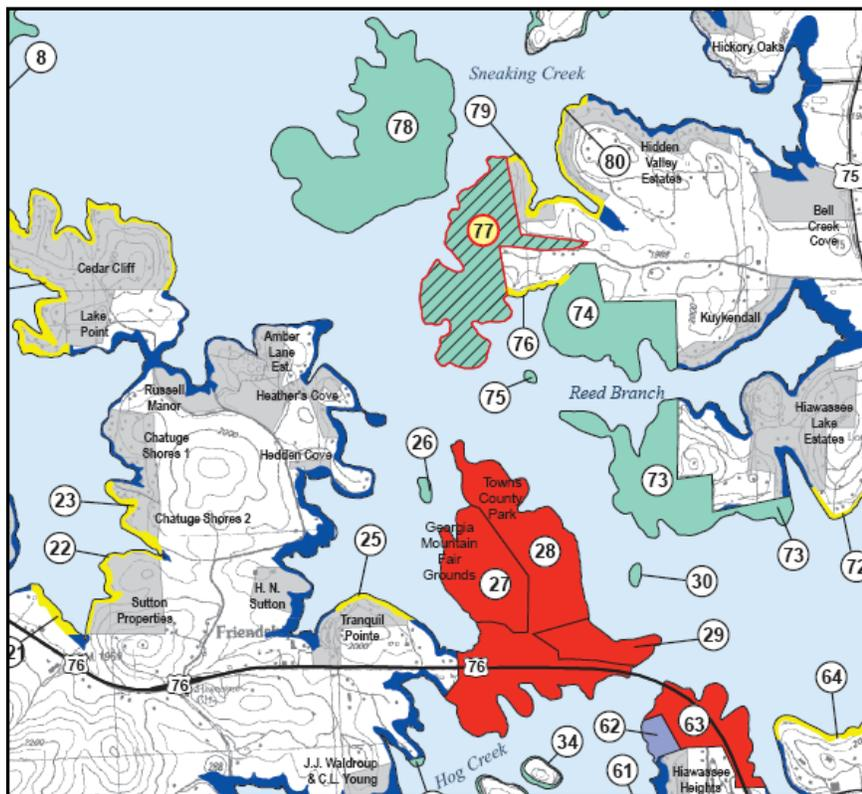 Hickory Oaks
8
Sneaking Creek
79
78
80
Hidden
Valley
Estates
75
77
Bell
Creek
Cove
Cedar Cliff
1988
74
Lake
Point
Kuykendall
76
Amber
Lane
Est.
75
Reed Branch
Russell
Manor
Heather's Cove
Hiawassee
Lake
Estates
26
Chatuge
Shores 1
2000
Hedden Cove
73
Towns
County
Park
23
Chatuge Shores 2
Georgia
Mountain
Fair
Grounds
28
25
73
72
22
27
30
H. N.
Sutton
Sutton
Properties
Tranquil
Pointe
2000
29
21
76
76
76
64
62
63
34
Hog Creek
J.J. Waldroup
& C.L. Young
61
Hiawassee
Heights